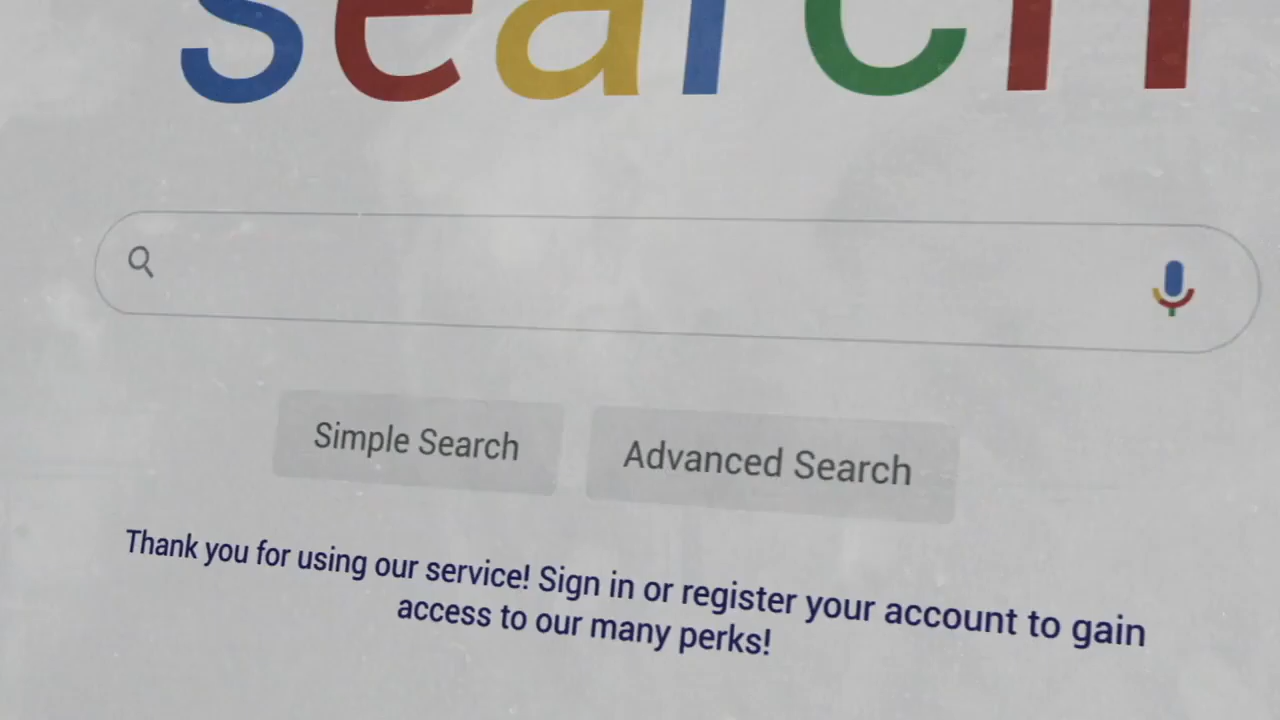 search
Simple Search
Advanced Search
Thank you for using our service! Sign in or register your account to gain
access to our many perks!